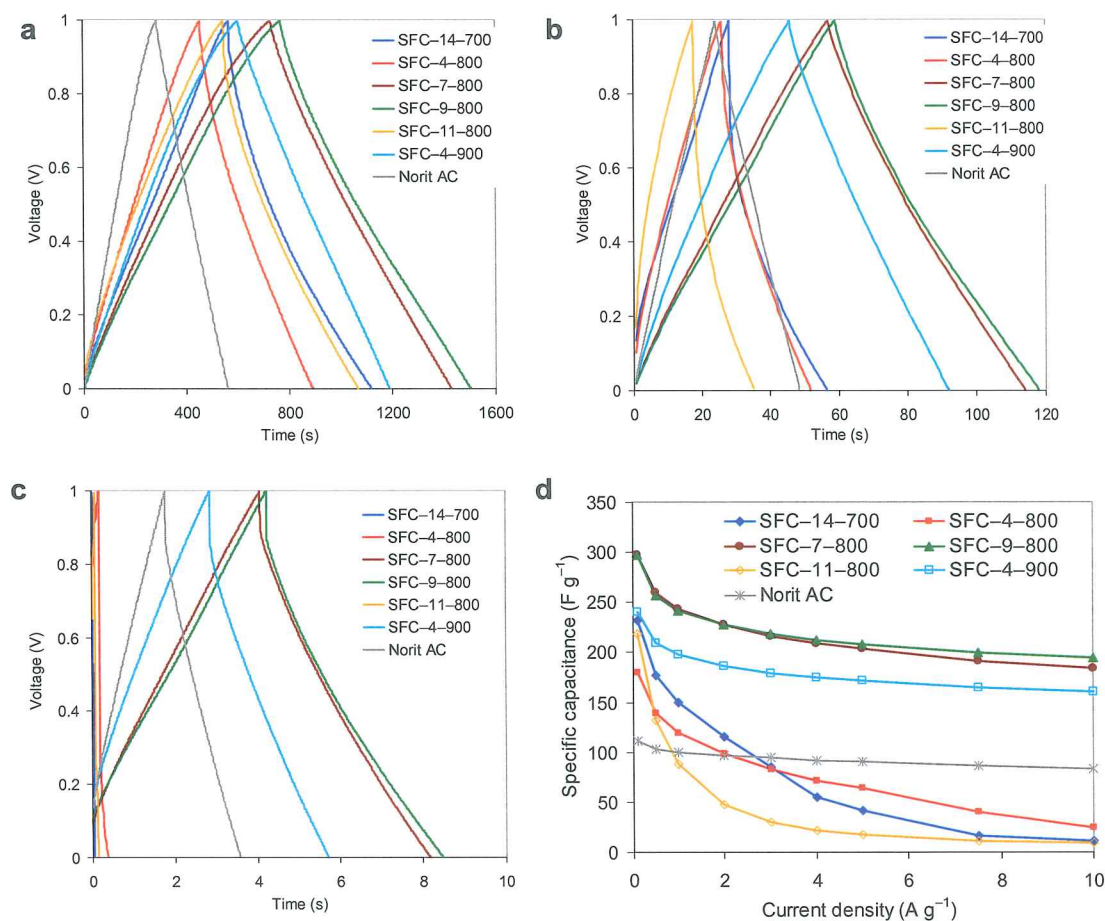 a
1
0.8
0.6
0.4
0.2
0
Voltage (V)
0
400
800
1200
1600
Time (s)
SFC–14–700
SFC–4–800
SFC–7–800
SFC–9–800
SFC–11–800
SFC–4–900
Norit AC
b
1
0.8
0.6
0.4
0.2
0
Voltage (V)
0
20
40
60
80
100
120
Time (s)
SFC–14–700
SFC–4–800
SFC–7–800
SFC–9–800
SFC–11–800
SFC–4–900
Norit AC
c
1
0.8
0.6
0.4
0.2
0
Voltage (V)
0
2
4
6
8
10
Time (s)
SFC–14–700
SFC–4–800
SFC–7–800
SFC–9–800
SFC–11–800
SFC–4–900
Norit AC
d
350
300
250
200
150
100
50
0
Specific capacitance (F g⁻¹)
0
2
4
6
8
10
Current density (A g⁻¹)
SFC–14–700
SFC–4–800
SFC–7–800
SFC–9–800
SFC–11–800
SFC–4–900
Norit AC